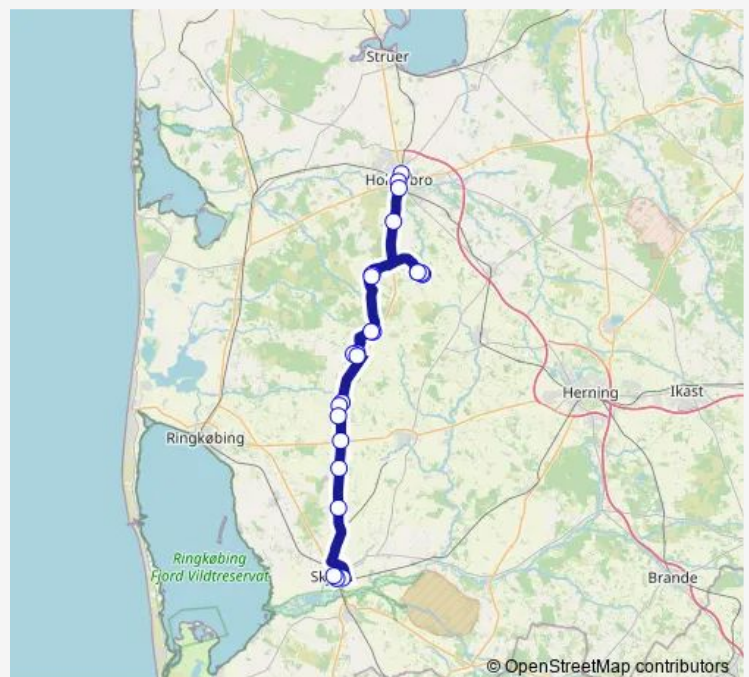 Struer
Ho bro
Herning
Ikast
Ringkøbing
Ringkøbing
Fjord Vildtreservat
Sk
Brande
© OpenStreetMap contributors